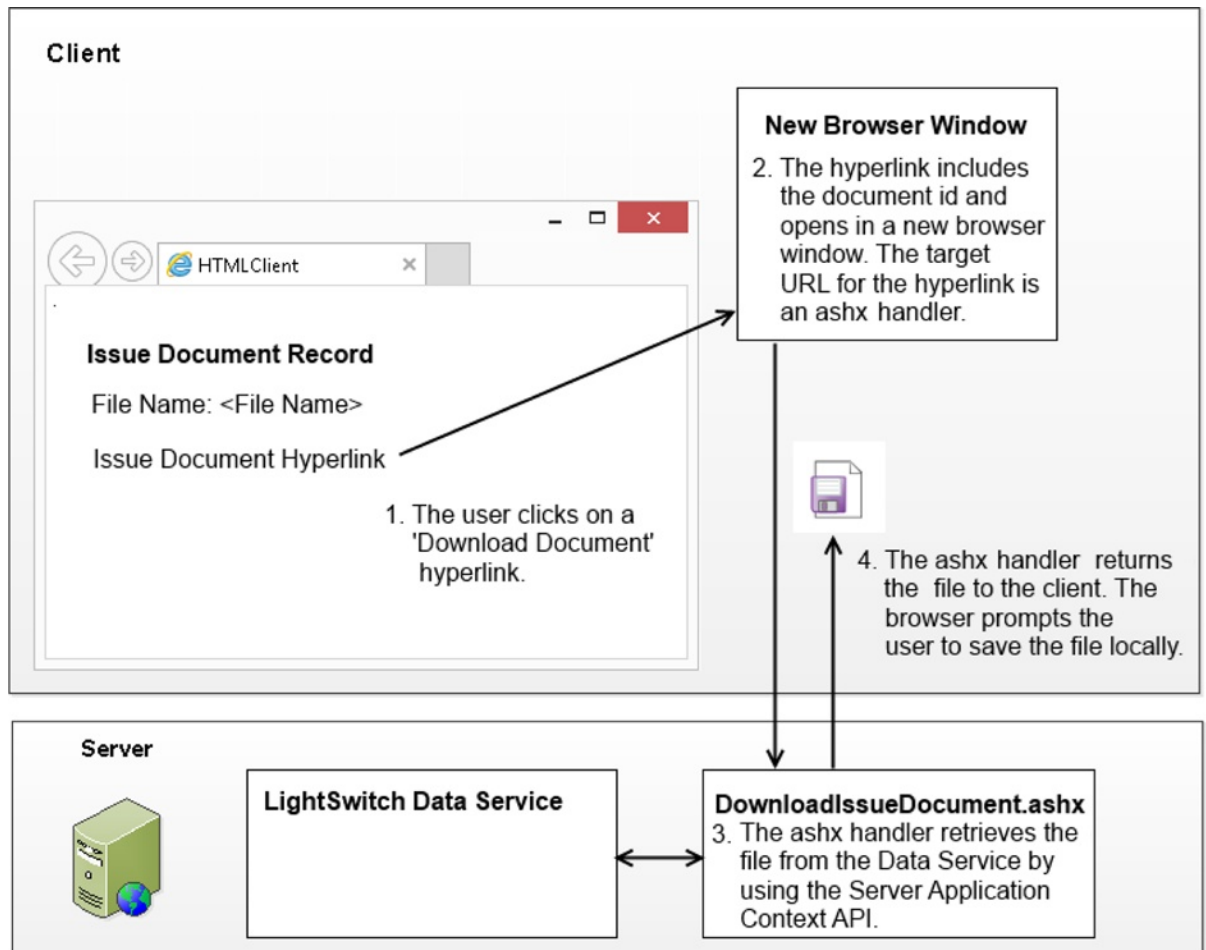 Client
New Browser Window
2. The hyperlink includes
the document id and
opens in a new browser
window. The target
URL for the hyperlink is
an ashx handler.
HTMLClient
.
Issue Document Record
File Name: <File Name>
Issue Document Hyperlink
1. The user clicks on a
'Download Document'
hyperlink.
4. The ashx handler returns
the file to the client. The
browser prompts the
user to save the file locally.
Server
LightSwitch Data Service
DownloadIssueDocument.ashx
3. The ashx handler retrieves the
file from the Data Service by
using the Server Application
Context API.